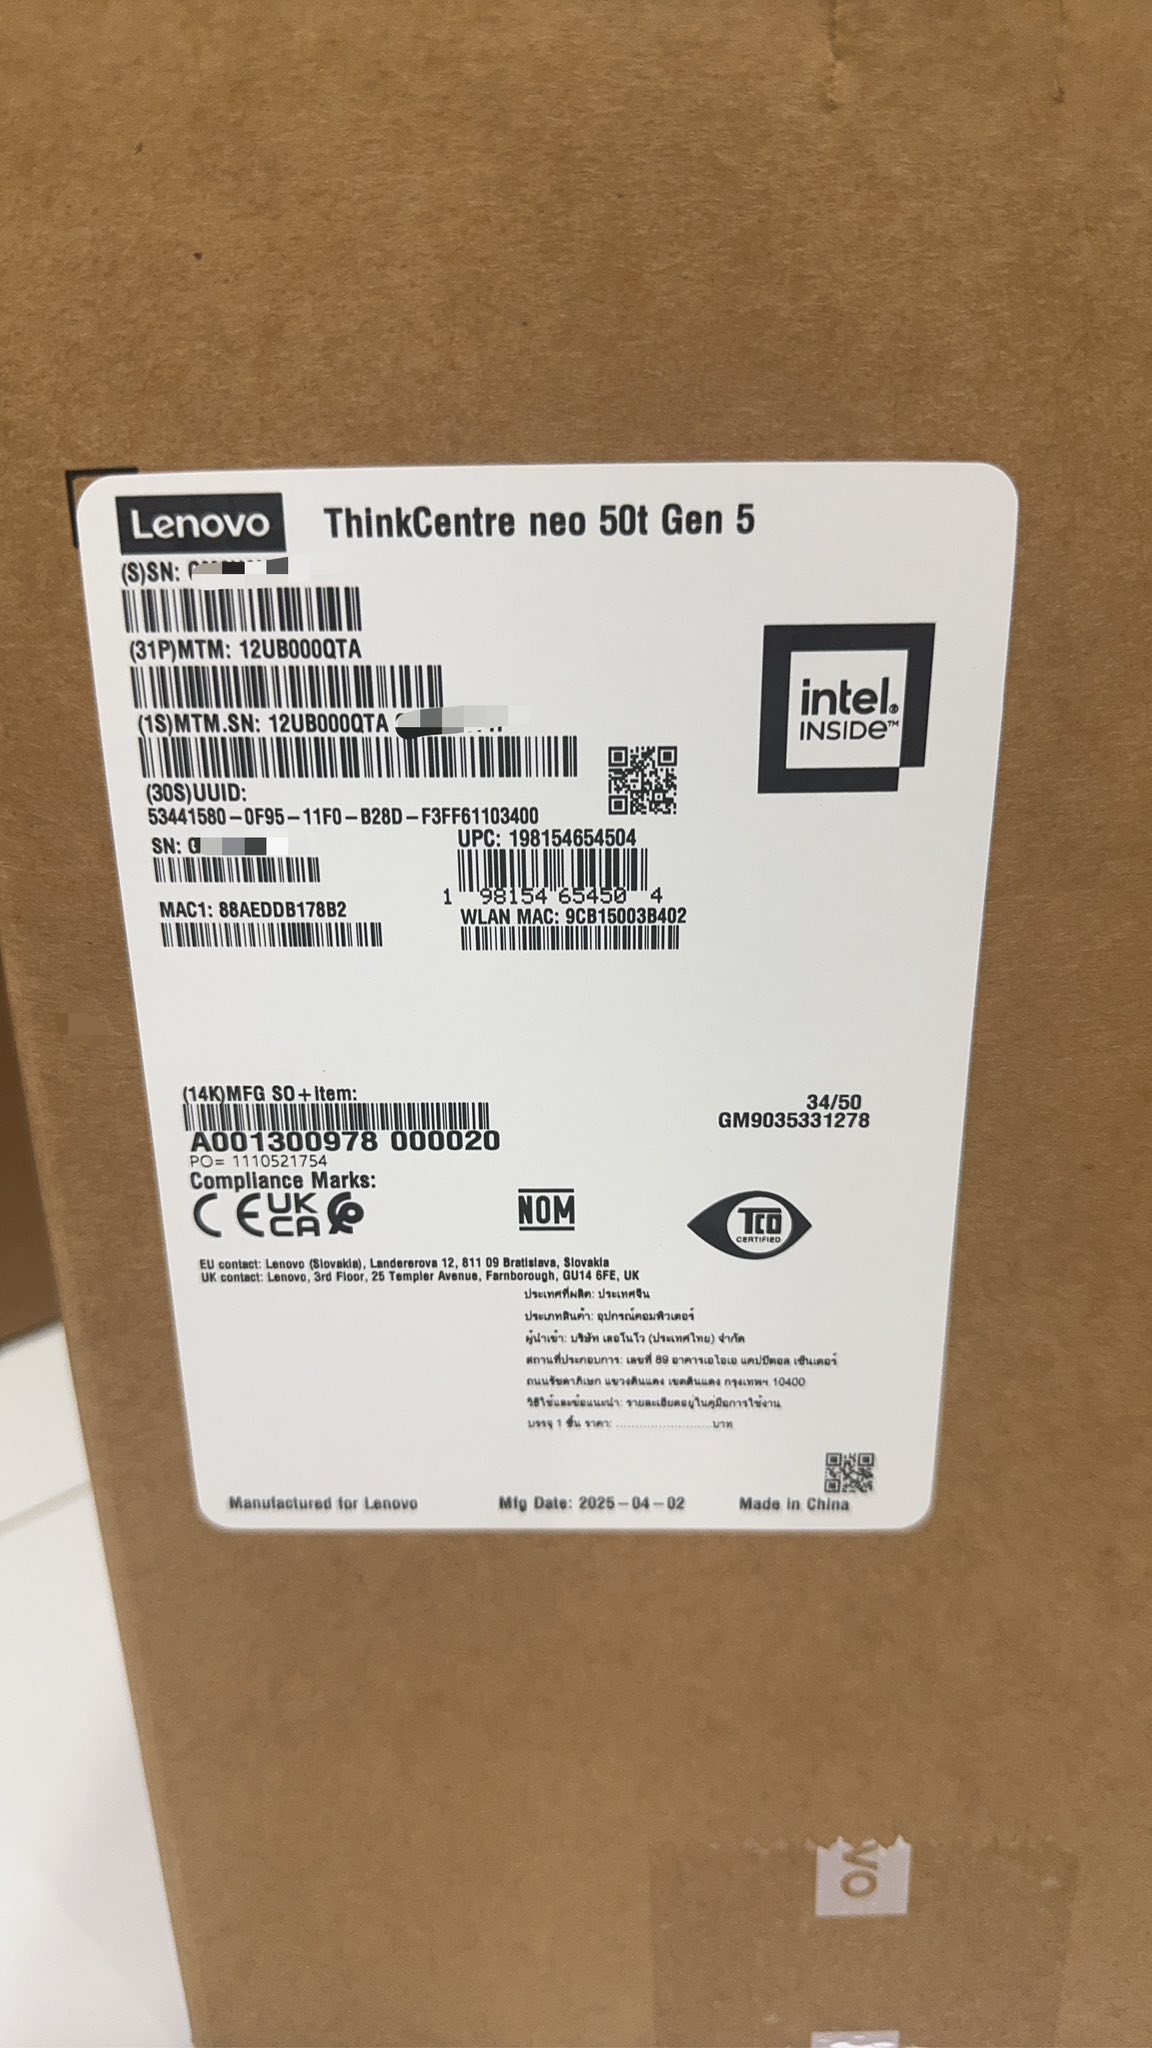 Lenovo
ThinkCentre neo 50t Gen 5
(S)SN:
(31P)MTM: 12UB000QTA
(1S)MTM.SN: 12UB000QTA
(30S)UUID:
53441580-0F95-11F0-B28D-F3FF61103400
intel.
INSIDE™
SN:
UPC: 198154654504
1 98154 65450 4
MAC1: 88AEDDB178B2
WLAN MAC: 9CB15003B402
(14K)MFG SO+item:
A001300978 000020
PO= 1110521754
34/50
GM9035331278
Compliance Marks:
CE UK CA
NOM
TCO
CERTIFIED
EU contact: Lenovo (Slovakia), Landererova 12, 811 09 Bratislava, Slovakia
UK contact: Lenovo, 3rd Floor, 25 Templer Avenue, Farnborough, GU14 6FE, UK
ประเทศที่ผลิต: ประเทศจีน
ประเภทสินค้า: อุปกรณ์คอมพิวเตอร์
ผู้นำเข้า: บริษัท เลอโนโว (ประเทศไทย) จำกัด
สถานที่ประกอบการ: เลขที่ 89 อาคารเอไอเอ แคปปิตอล เซ็นเตอร์
ถนนรัชดาภิเษก แขวงดินแดง เขตดินแดง กรุงเทพฯ 10400
วิธีใช้และข้อแนะนำ: รายละเอียดอยู่ในคู่มือการใช้งาน
บรรจุ 1 ชิ้น ราคา: ........................บาท
Manufactured for Lenovo
Mfg Date: 2025-04-02
Made in China
VO